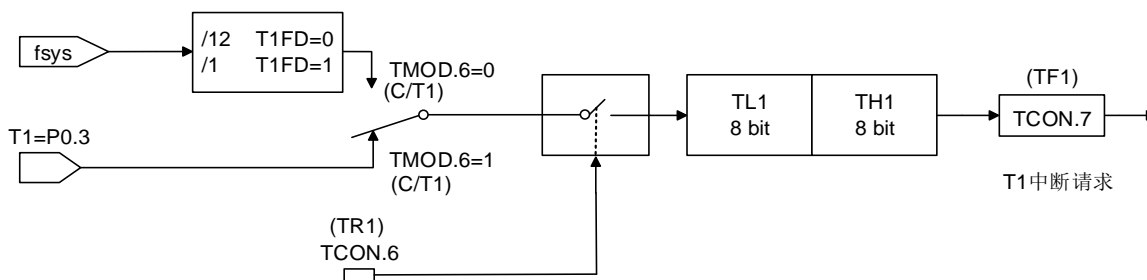 fsys
/12 T1FD=0
/1 T1FD=1
TMOD.6=0
(C/T1)
T1=P0.3
TMOD.6=1
(C/T1)
(TR1)
TCON.6
TL1
8 bit
TH1
8 bit
(TF1)
TCON.7
T1中断请求